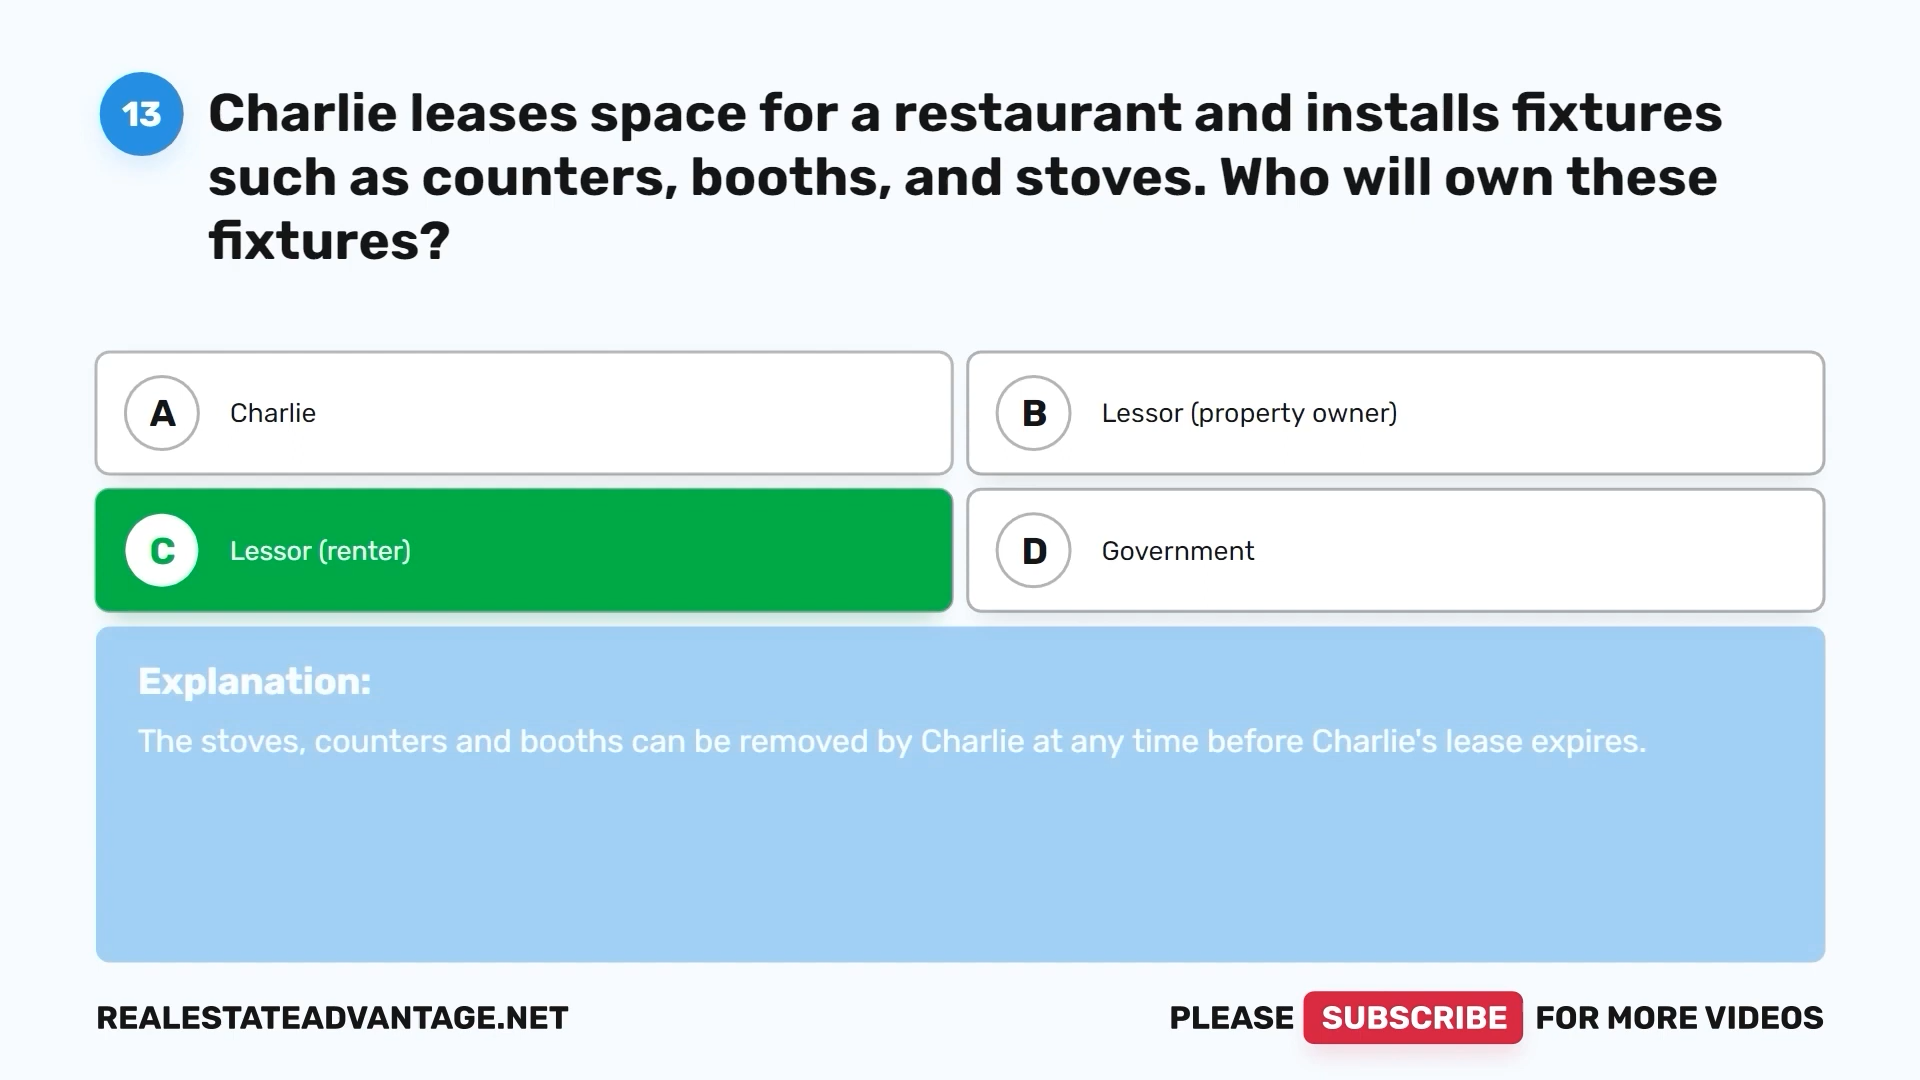 13
Charlie leases space for a restaurant and installs fixtures
such as counters, booths, and stoves. Who will own these
fixtures?
A Charlie
B Lessor (property owner)
C Lessor (renter)
D Government
Explanation:
The stoves, counters and booths can be removed by Charlie at any time before Charlie's lease expires.
REALESTATEADVANTAGE.NET
PLEASE SUBSCRIBE FOR MORE VIDEOS